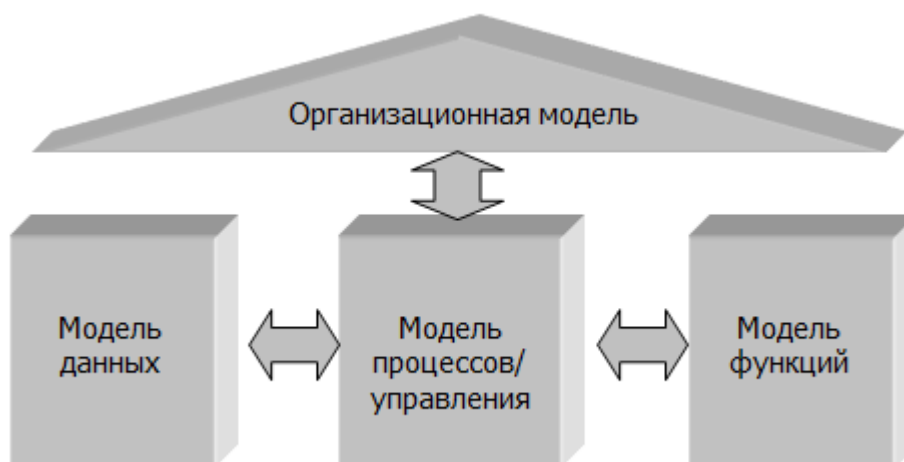 Организационная модель
Модель
данных
Модель
процессов/
управления
Модель
функций